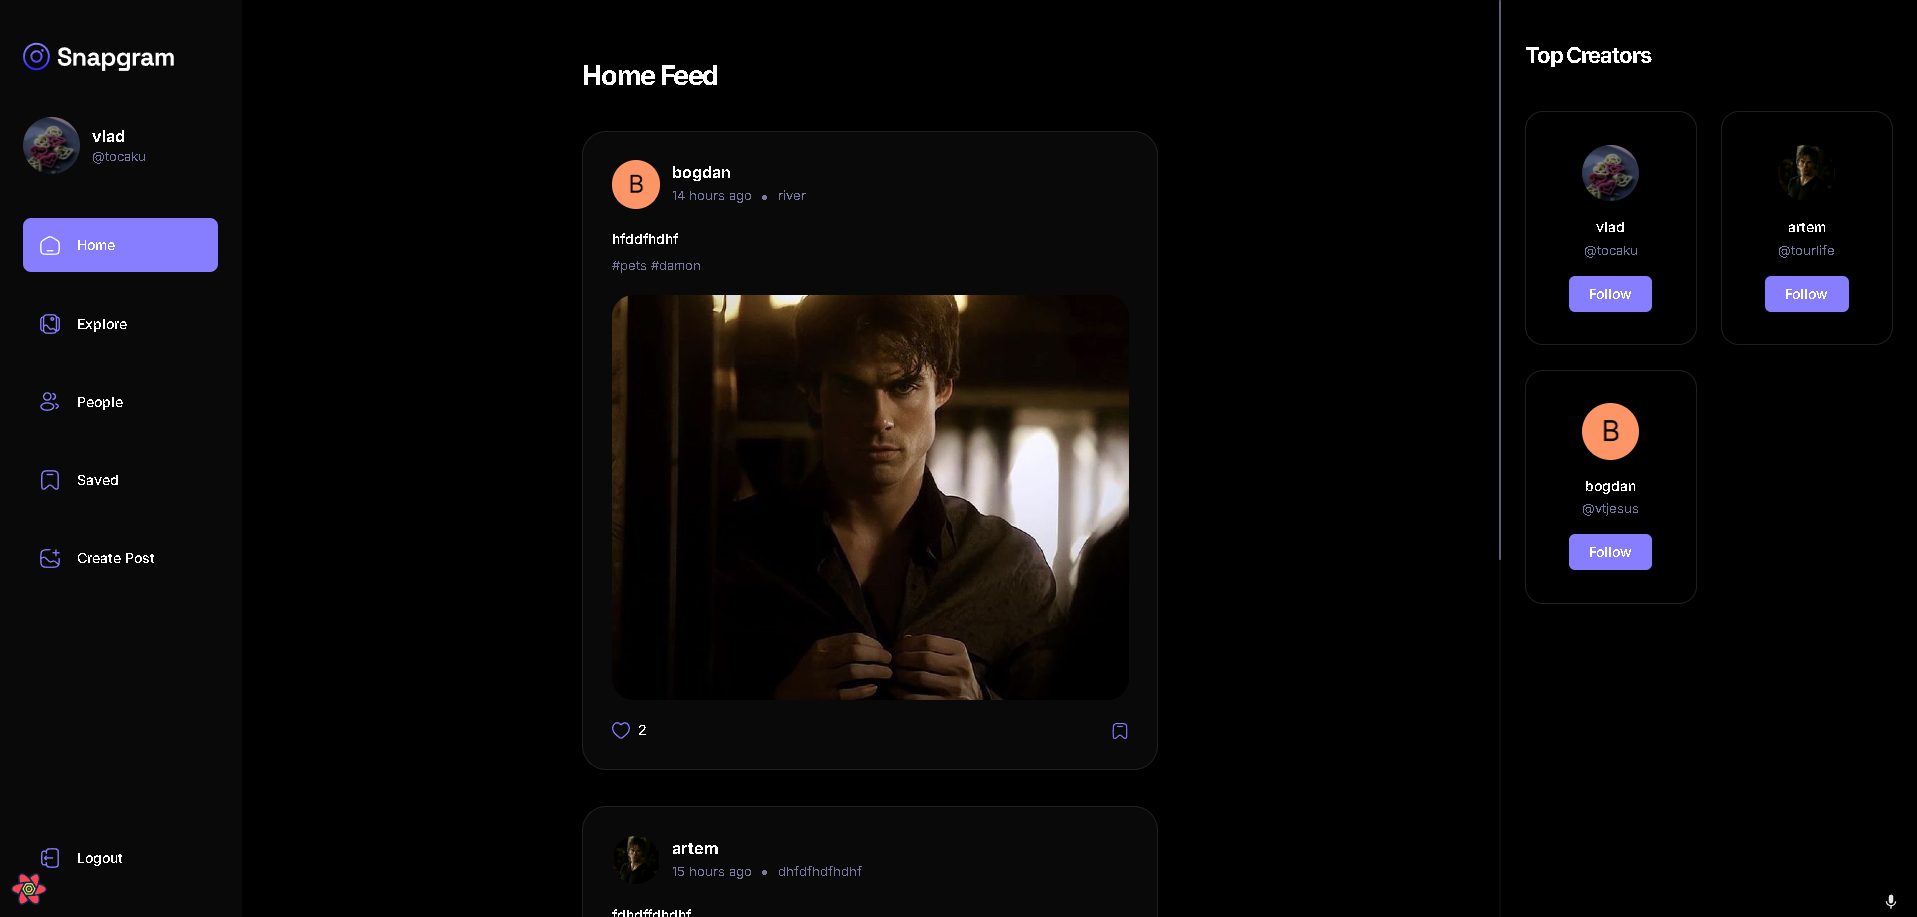 Snapgram
vlad
@tocaku
Home
Explore
People
Saved
Create Post
Logout
Home Feed
B
bogdan
14 hours ago • river
hfddfhdhf
#pets #damon
2
artem
15 hours ago • dhfdfhdfhdhf
fdhdffdhdhf
Top Creators
vlad
@tocaku
Follow
artem
@tourlife
Follow
B
bogdan
@vtjesus
Follow